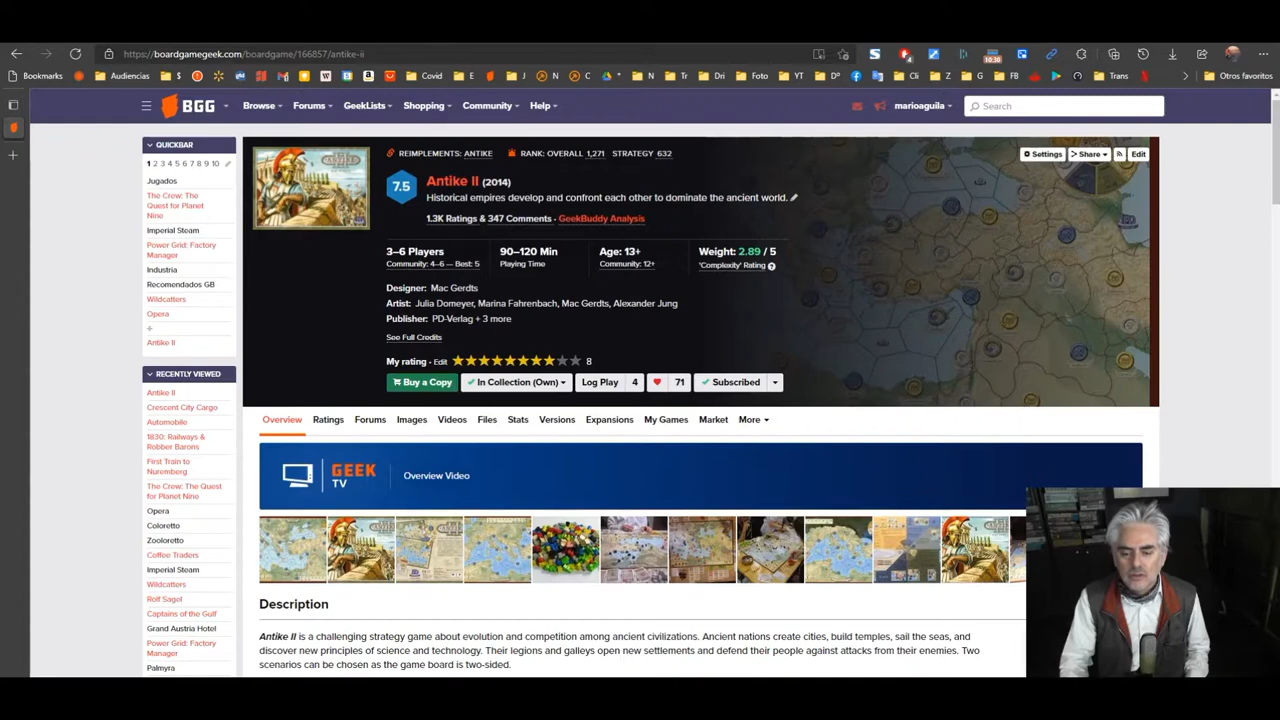 https://boardgamegeek.com/boardgame/166857/antike-ii
10:30
Bookmarks Audiencias $ Covid E J N C N Tr Dri Foto YT Dº Cli Z G FB Trans Otros favoritos
BGG Browse Forums GeekLists Shopping Community Help marioaguila Search
QUICKBAR
1 2 3 4 5 6 7 8 9 10
Jugados
The Crew: The
Quest for Planet
Nine
Imperial Steam
Power Grid: Factory
Manager
Industria
Recomendados GB
Wildcatters
Opera
+
Antike II
RECENTLY VIEWED
Antike II
Crescent City Cargo
Automobile
1830: Railways &
Robber Barons
First Train to
Nuremberg
The Crew: The Quest
for Planet Nine
Opera
Coloretto
Zooloretto
Coffee Traders
Imperial Steam
Wildcatters
Rolf Sagel
Captains of the Gulf
Grand Austria Hotel
Power Grid: Factory
Manager
Palmyra
REIMPLEMENTS: ANTIKE RANK: OVERALL 1,271 STRATEGY 632
Settings Share Edit
7.5
Antike II (2014)
Historical empires develop and confront each other to dominate the ancient world.
1.3K Ratings & 347 Comments - GeekBuddy Analysis
3–6 Players 90–120 Min Age: 13+ Weight: 2.89 / 5
Community: 4–6 — Best: 5 Playing Time Community: 12+ 'Complexity' Rating
Designer: Mac Gerdts
Artist: Julia Domeyer, Marina Fahrenbach, Mac Gerdts, Alexander Jung
Publisher: PD-Verlag + 3 more
See Full Credits
My rating - Edit 8
Buy a Copy In Collection (Own) Log Play 4 71 Subscribed
Overview Ratings Forums Images Videos Files Stats Versions Expansions My Games Market More
GEEK
TV
Overview Video
Description
Antike II is a challenging strategy game about evolution and competition among ancient civilizations. Ancient nations create cities, build temples, sail the seas, and
discover new principles of science and technology. Their legions and galleys open new settlements and defend their people against attacks from their enemies. Two
scenarios can be chosen as the game board is two-sided.